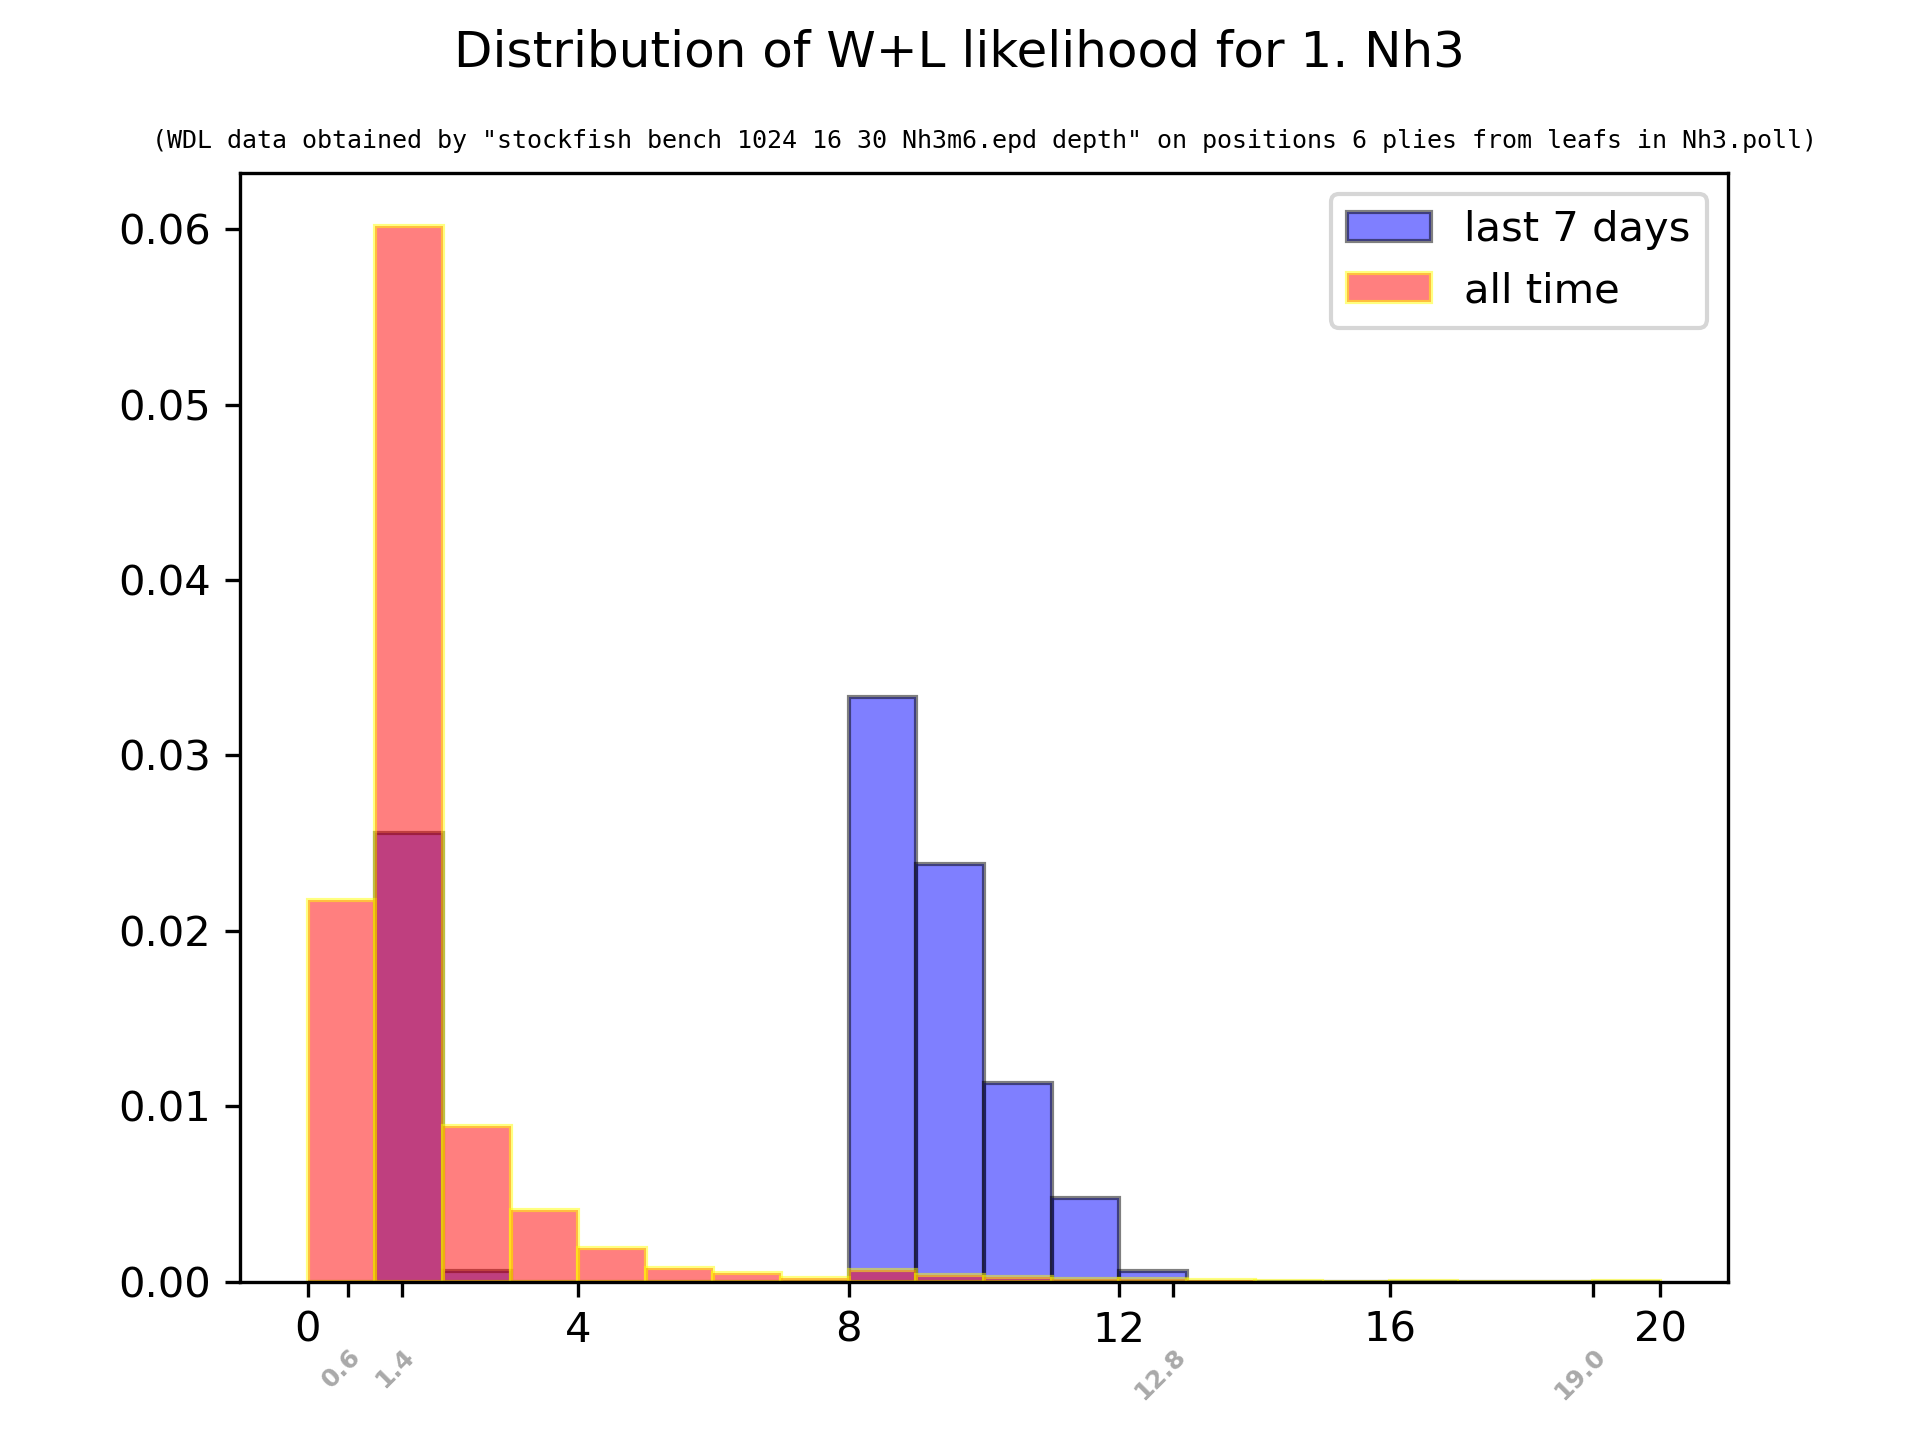 Distribution of W+L likelihood for 1. Nh3
(WDL data obtained by "stockfish bench 1024 16 30 Nh3m6.epd depth" on positions 6 plies from leafs in Nh3.poll)
last 7 days
all time
0.06
0.05
0.04
0.03
0.02
0.01
0.00
0 4 8 12 16 20
0.6 1.4 12.8 19.0